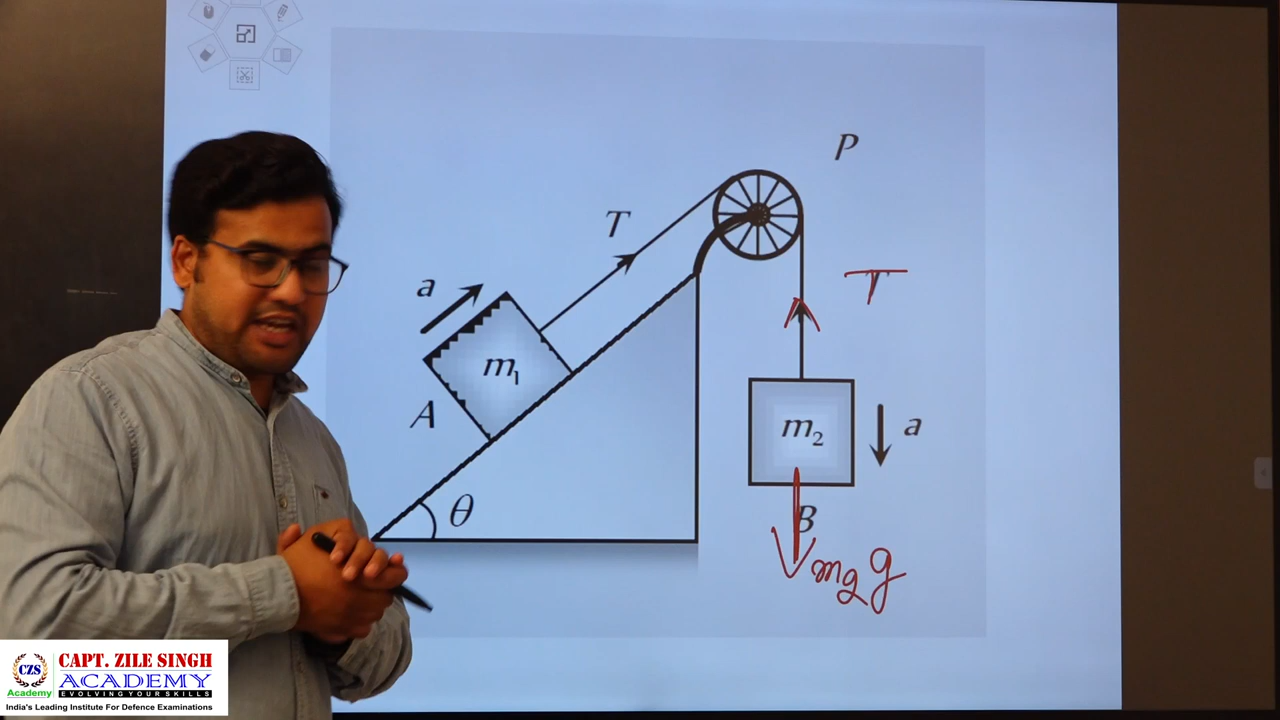 P
T
T
a
m₁
A
m₂
a
θ
B
m₂g
CZS
Academy
CAPT. ZILE SINGH
ACADEMY
EVOLVING YOUR SKILLS
India's Leading Institute For Defence Examinations